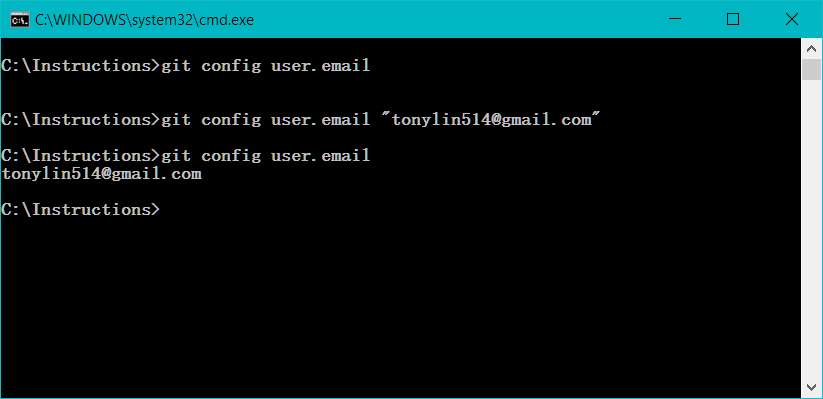 C:\WINDOWS\system32\cmd.exe
C:\Instructions>git config user.email
C:\Instructions>git config user.email "tonylin514@gmail.com"
C:\Instructions>git config user.email
tonylin514@gmail.com
C:\Instructions>